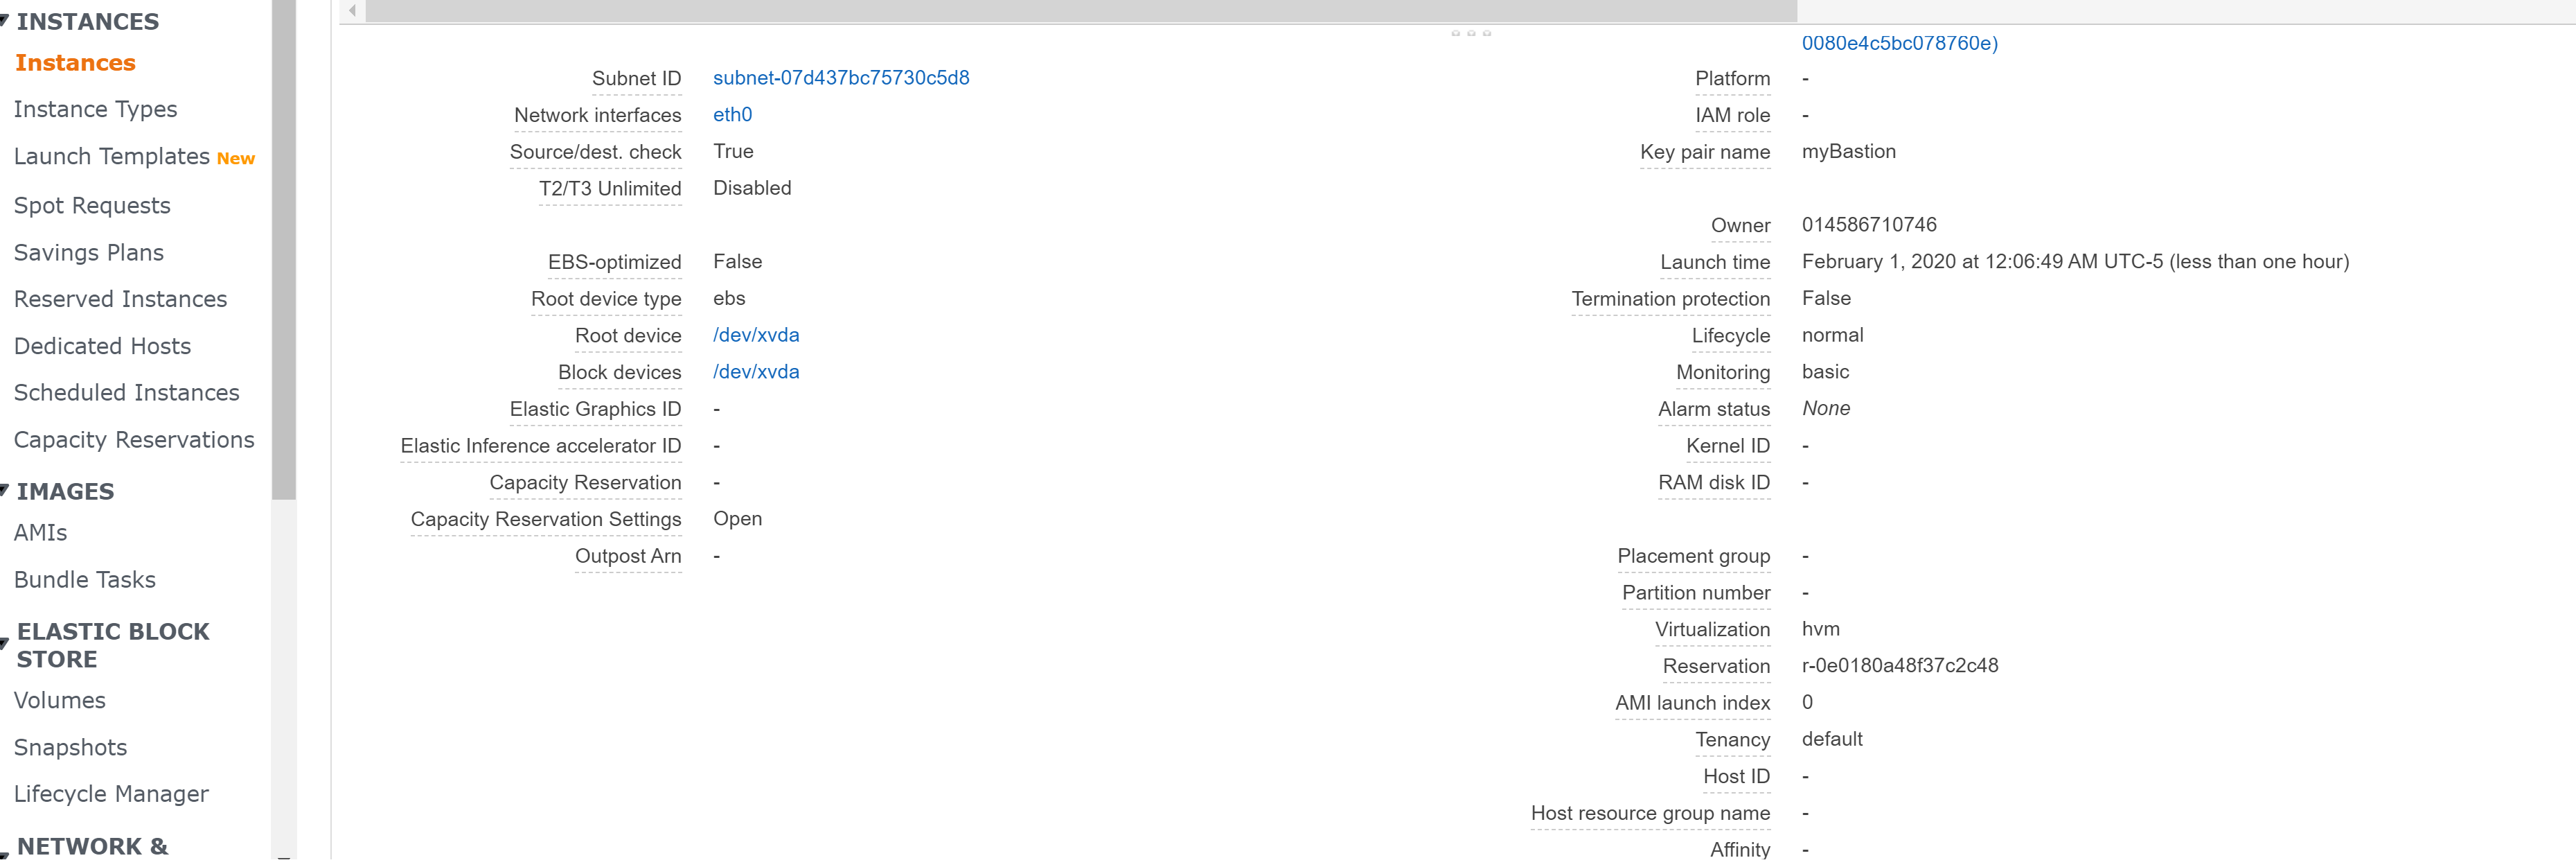 INSTANCES
Instances
Instance Types
Launch Templates New
Spot Requests
Savings Plans
Reserved Instances
Dedicated Hosts
Scheduled Instances
Capacity Reservations
IMAGES
AMIs
Bundle Tasks
ELASTIC BLOCK
STORE
Volumes
Snapshots
Lifecycle Manager
NETWORK &
Subnet ID subnet-07d437bc75730c5d8
Network interfaces eth0
Source/dest. check True
T2/T3 Unlimited Disabled
EBS-optimized False
Root device type ebs
Root device /dev/xvda
Block devices /dev/xvda
Elastic Graphics ID -
Elastic Inference accelerator ID -
Capacity Reservation -
Capacity Reservation Settings Open
Outpost Arn -
0080e4c5bc078760e)
Platform -
IAM role -
Key pair name myBastion
Owner 014586710746
Launch time February 1, 2020 at 12:06:49 AM UTC-5 (less than one hour)
Termination protection False
Lifecycle normal
Monitoring basic
Alarm status None
Kernel ID -
RAM disk ID -
Placement group -
Partition number -
Virtualization hvm
Reservation r-0e0180a48f37c2c48
AMI launch index 0
Tenancy default
Host ID -
Host resource group name -
Affinity -